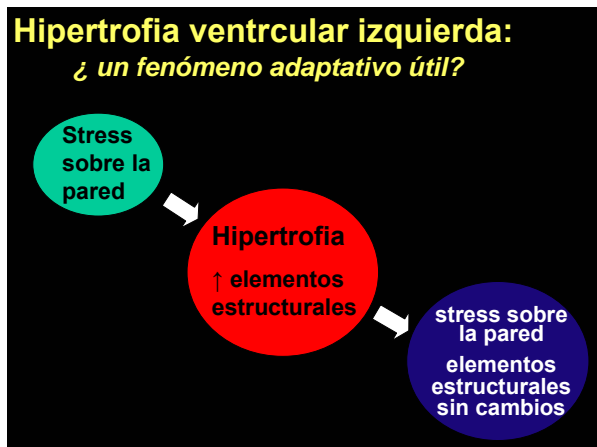 Hipertrofia ventrcular izquierda:
¿ un fenómeno adaptativo útil?
Stress
sobre la
pared
Hipertrofia
↑ elementos
estructurales
stress sobre
la pared
elementos
estructurales
sin cambios